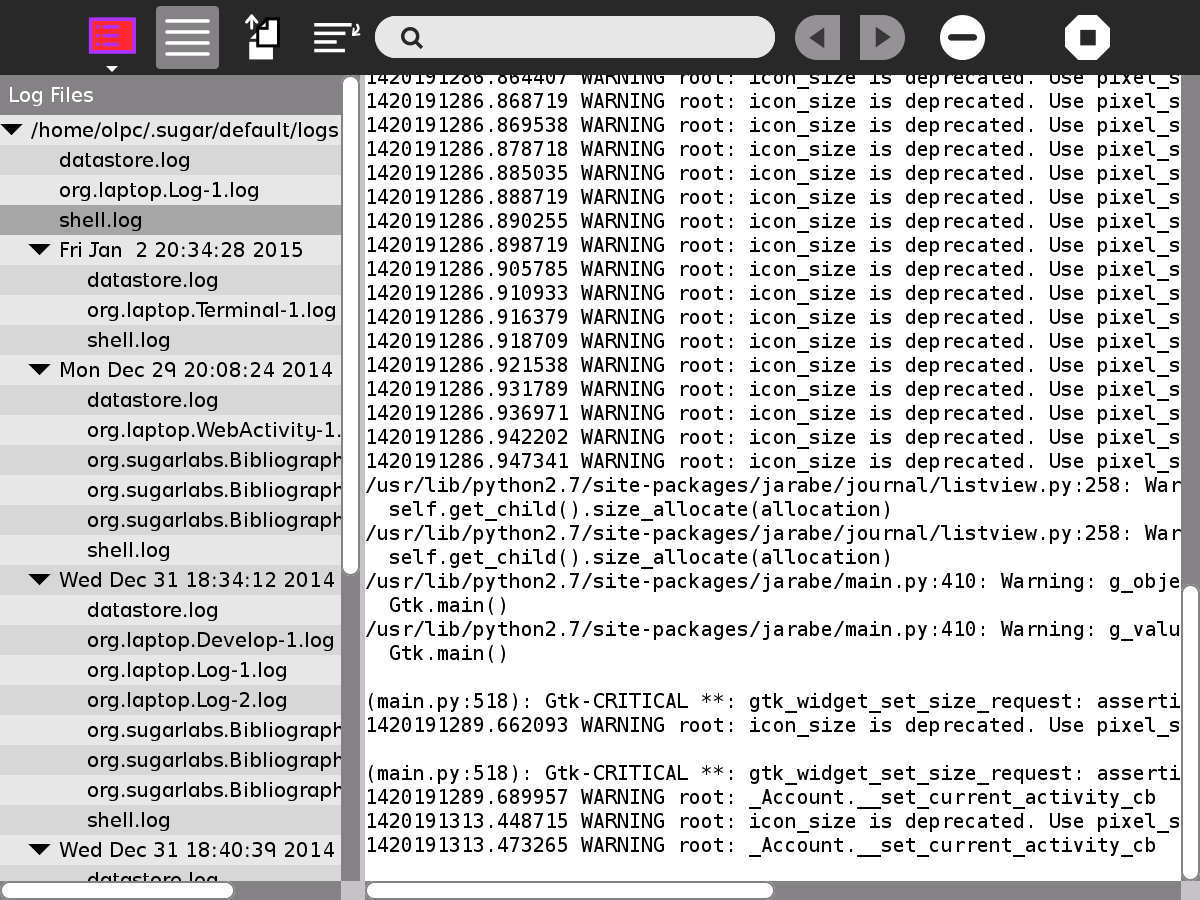 Log Files
/home/olpc/.sugar/default/logs
datastore.log
org.laptop.Log-1.log
shell.log
Fri Jan  2 20:34:28 2015
datastore.log
org.laptop.Terminal-1.log
shell.log
Mon Dec 29 20:08:24 2014
datastore.log
org.laptop.WebActivity-1.
org.sugarlabs.Bibliograph
org.sugarlabs.Bibliograph
org.sugarlabs.Bibliograph
shell.log
Wed Dec 31 18:34:12 2014
datastore.log
org.laptop.Develop-1.log
org.laptop.Log-1.log
org.laptop.Log-2.log
org.sugarlabs.Bibliograph
org.sugarlabs.Bibliograph
org.sugarlabs.Bibliograph
shell.log
Wed Dec 31 18:40:39 2014
datastore.log
1420191286.864407 WARNING root: icon_size is deprecated. Use pixel_s
1420191286.868719 WARNING root: icon_size is deprecated. Use pixel_s
1420191286.869538 WARNING root: icon_size is deprecated. Use pixel_s
1420191286.878718 WARNING root: icon_size is deprecated. Use pixel_s
1420191286.885035 WARNING root: icon_size is deprecated. Use pixel_s
1420191286.888719 WARNING root: icon_size is deprecated. Use pixel_s
1420191286.890255 WARNING root: icon_size is deprecated. Use pixel_s
1420191286.898719 WARNING root: icon_size is deprecated. Use pixel_s
1420191286.905785 WARNING root: icon_size is deprecated. Use pixel_s
1420191286.910933 WARNING root: icon_size is deprecated. Use pixel_s
1420191286.916379 WARNING root: icon_size is deprecated. Use pixel_s
1420191286.918709 WARNING root: icon_size is deprecated. Use pixel_s
1420191286.921538 WARNING root: icon_size is deprecated. Use pixel_s
1420191286.931789 WARNING root: icon_size is deprecated. Use pixel_s
1420191286.936971 WARNING root: icon_size is deprecated. Use pixel_s
1420191286.942202 WARNING root: icon_size is deprecated. Use pixel_s
1420191286.947341 WARNING root: icon_size is deprecated. Use pixel_s
/usr/lib/python2.7/site-packages/jarabe/journal/listview.py:258: War
  self.get_child().size_allocate(allocation)
/usr/lib/python2.7/site-packages/jarabe/journal/listview.py:258: War
  self.get_child().size_allocate(allocation)
/usr/lib/python2.7/site-packages/jarabe/main.py:410: Warning: g_obje
  Gtk.main()
/usr/lib/python2.7/site-packages/jarabe/main.py:410: Warning: g_valu
  Gtk.main()
(main.py:518): Gtk-CRITICAL **: gtk_widget_set_size_request: asserti
1420191289.662093 WARNING root: icon_size is deprecated. Use pixel_s
(main.py:518): Gtk-CRITICAL **: gtk_widget_set_size_request: asserti
1420191289.689957 WARNING root: _Account.__set_current_activity_cb
1420191313.448715 WARNING root: icon_size is deprecated. Use pixel_s
1420191313.473265 WARNING root: _Account.__set_current_activity_cb